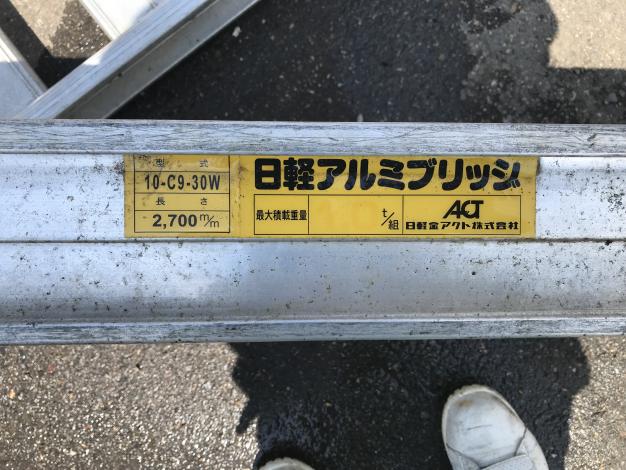 型式
10-C9-30W
長さ
2,700m/m
日軽アルミブリッジ
最大積載重量 t/組
ACT
日軽金アクト株式会社